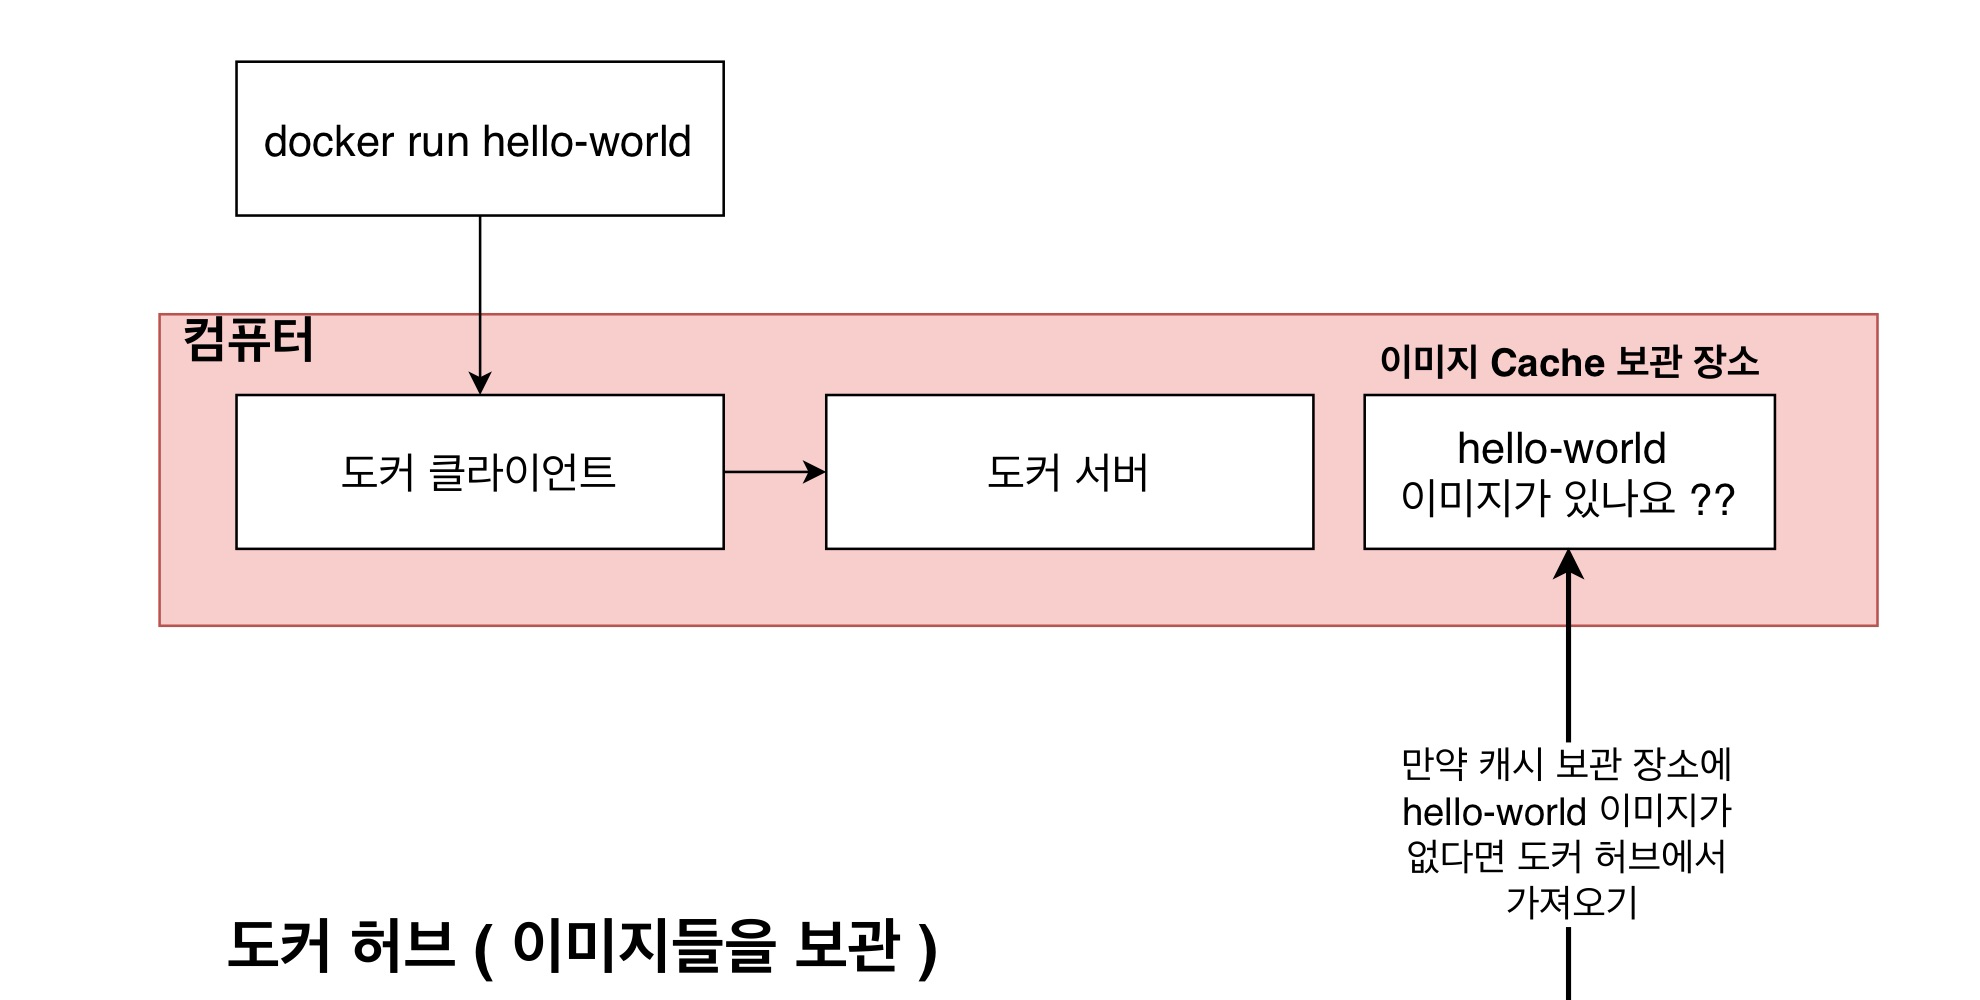 docker run hello-world
컴퓨터
이미지 Cache 보관 장소
도커 클라이언트
도커 서버
hello-world
이미지가 있나요 ??
만약 캐시 보관 장소에
hello-world 이미지가
없다면 도커 허브에서
가져오기
도커 허브 ( 이미지들을 보관 )